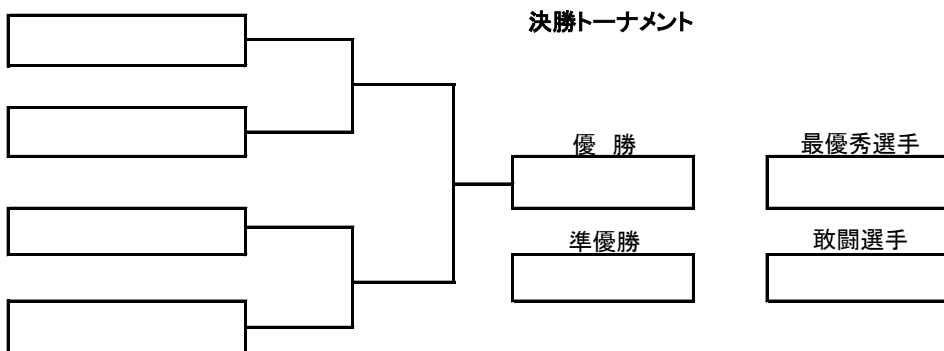 決勝トーナメント
優　勝
最優秀選手
準優勝
敢闘選手